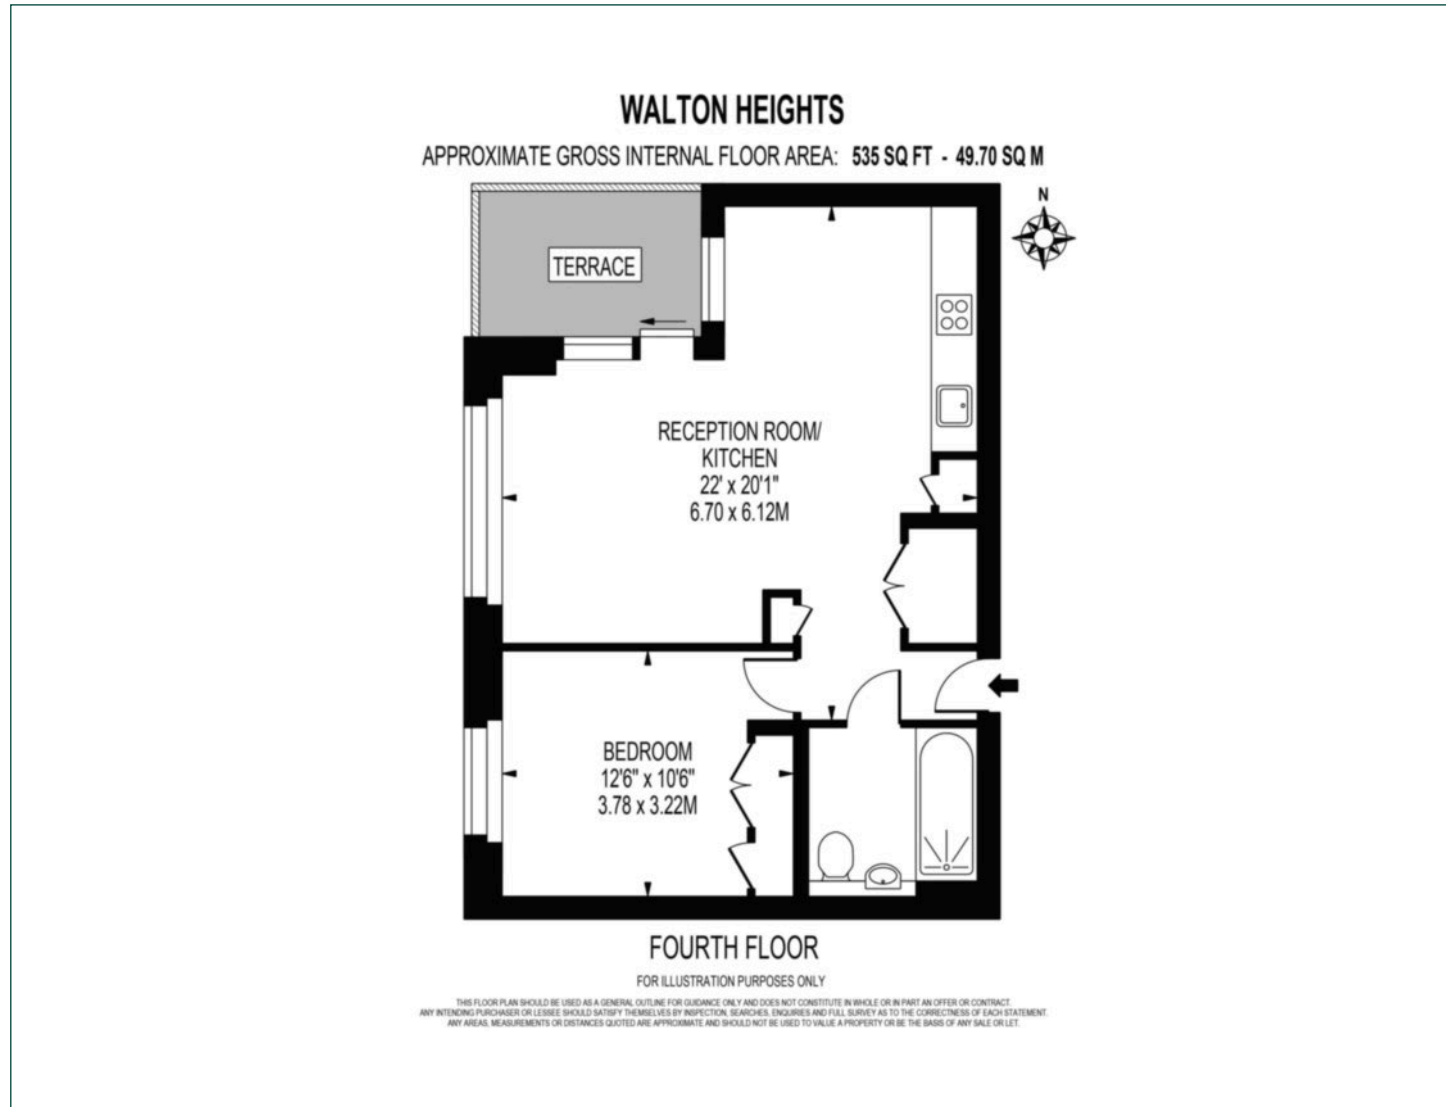 WALTON HEIGHTS
APPROXIMATE GROSS INTERNAL FLOOR AREA: 535 SQ FT - 49.70 SQ M
N
TERRACE
RECEPTION ROOM/
KITCHEN
22' x 20'1"
6.70 x 6.12M
BEDROOM
12'6" x 10'6"
3.78 x 3.22M
FOURTH FLOOR
FOR ILLUSTRATION PURPOSES ONLY
THIS FLOOR PLAN SHOULD BE USED AS A GENERAL OUTLINE FOR GUIDANCE ONLY AND DOES NOT CONSTITUTE IN WHOLE OR IN PART AN OFFER OR CONTRACT.
ANY INTENDING PURCHASER OR LESSEE SHOULD SATISFY THEMSELVES BY INSPECTION, SEARCHES, ENQUIRIES AND FULL SURVEY AS TO THE CORRECTNESS OF EACH STATEMENT.
ANY AREAS, MEASUREMENTS OR DISTANCES QUOTED ARE APPROXIMATE AND SHOULD NOT BE USED TO VALUE A PROPERTY OR BE THE BASIS OF ANY SALE OR LET.